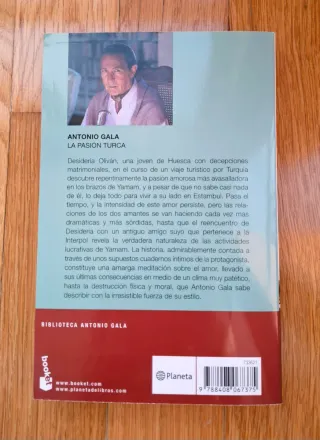 ANTONIO GALA
LA PASIÓN TURCA
Desideria Oliván, una joven de Huesca con decepciones
matrimoniales, en el curso de un viaje turístico por Turquía
descubre repentinamente la pasión amorosa más avasalladora
en los brazos de Yamam, y a pesar de que no sabe casi nada de
él, lo deja todo para vivir a su lado en Estambul. Pasa el
tiempo, y la intensidad de este amor persiste, pero las relacio-
nes de los dos amantes se van haciendo cada vez más
dramáticas y más sórdidas, hasta que el reencuentro de
Desideria con un antiguo amigo suyo que pertenece a la
Interpol revela la verdadera naturaleza de las actividades
lucrativas de Yamam. La historia, admirablemente contada a
través de unos supuestos cuadernos íntimos de la protagonista,
constituye una amarga meditación sobre el amor, llevado a
sus últimas consecuencias en medio de un clima muy patético,
hasta la destrucción física y moral, que Antonio Gala sabe
describir con la irresistible fuerza de su estilo.
BIBLIOTECA ANTONIO GALA
booket
www.booket.com
www.planetadelibros.com
Planeta
9 788408 067375